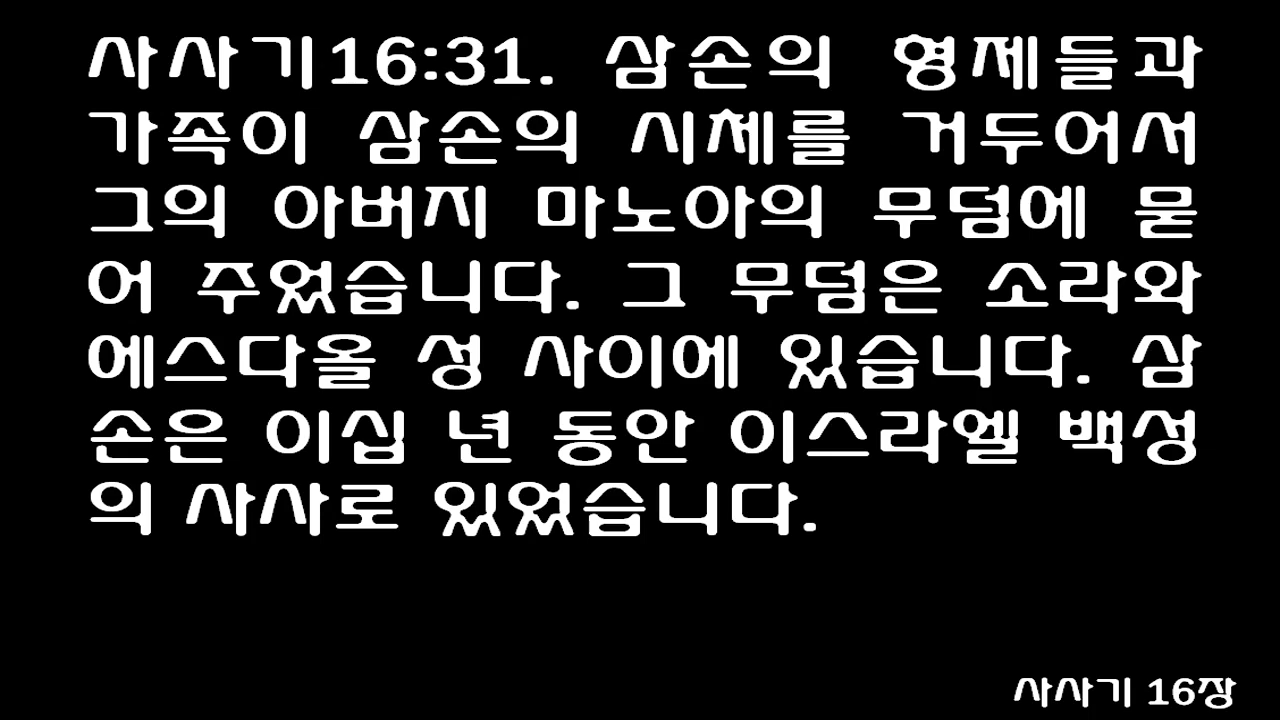 사사기16:31. 삼손의 형제들과
가족이 삼손의 시체를 거두어서
그의 아버지 마노아의 무덤에 묻
어 주었습니다. 그 무덤은 소라와
에스다올 성 사이에 있습니다. 삼
손은 이십 년 동안 이스라엘 백성
의 사사로 있었습니다.
사사기 16장